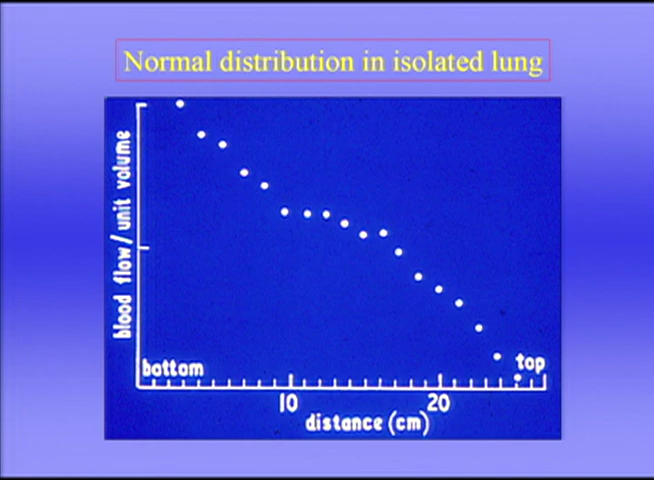 Normal distribution in isolated lung
blood flow/unit volume
bottom
top
10
20
distance (cm)